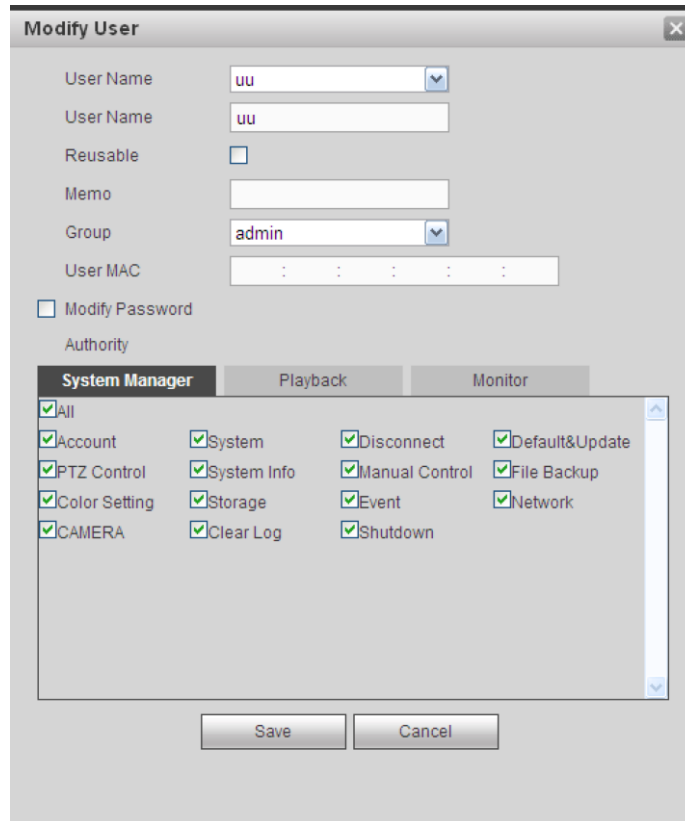 Modify User
User Name uu
User Name uu
Reusable
Memo
Group admin
User MAC : : : : :
Modify Password
Authority
System Manager Playback Monitor
All
Account System Disconnect Default&Update
PTZ Control System Info Manual Control File Backup
Color Setting Storage Event Network
CAMERA Clear Log Shutdown
Save Cancel